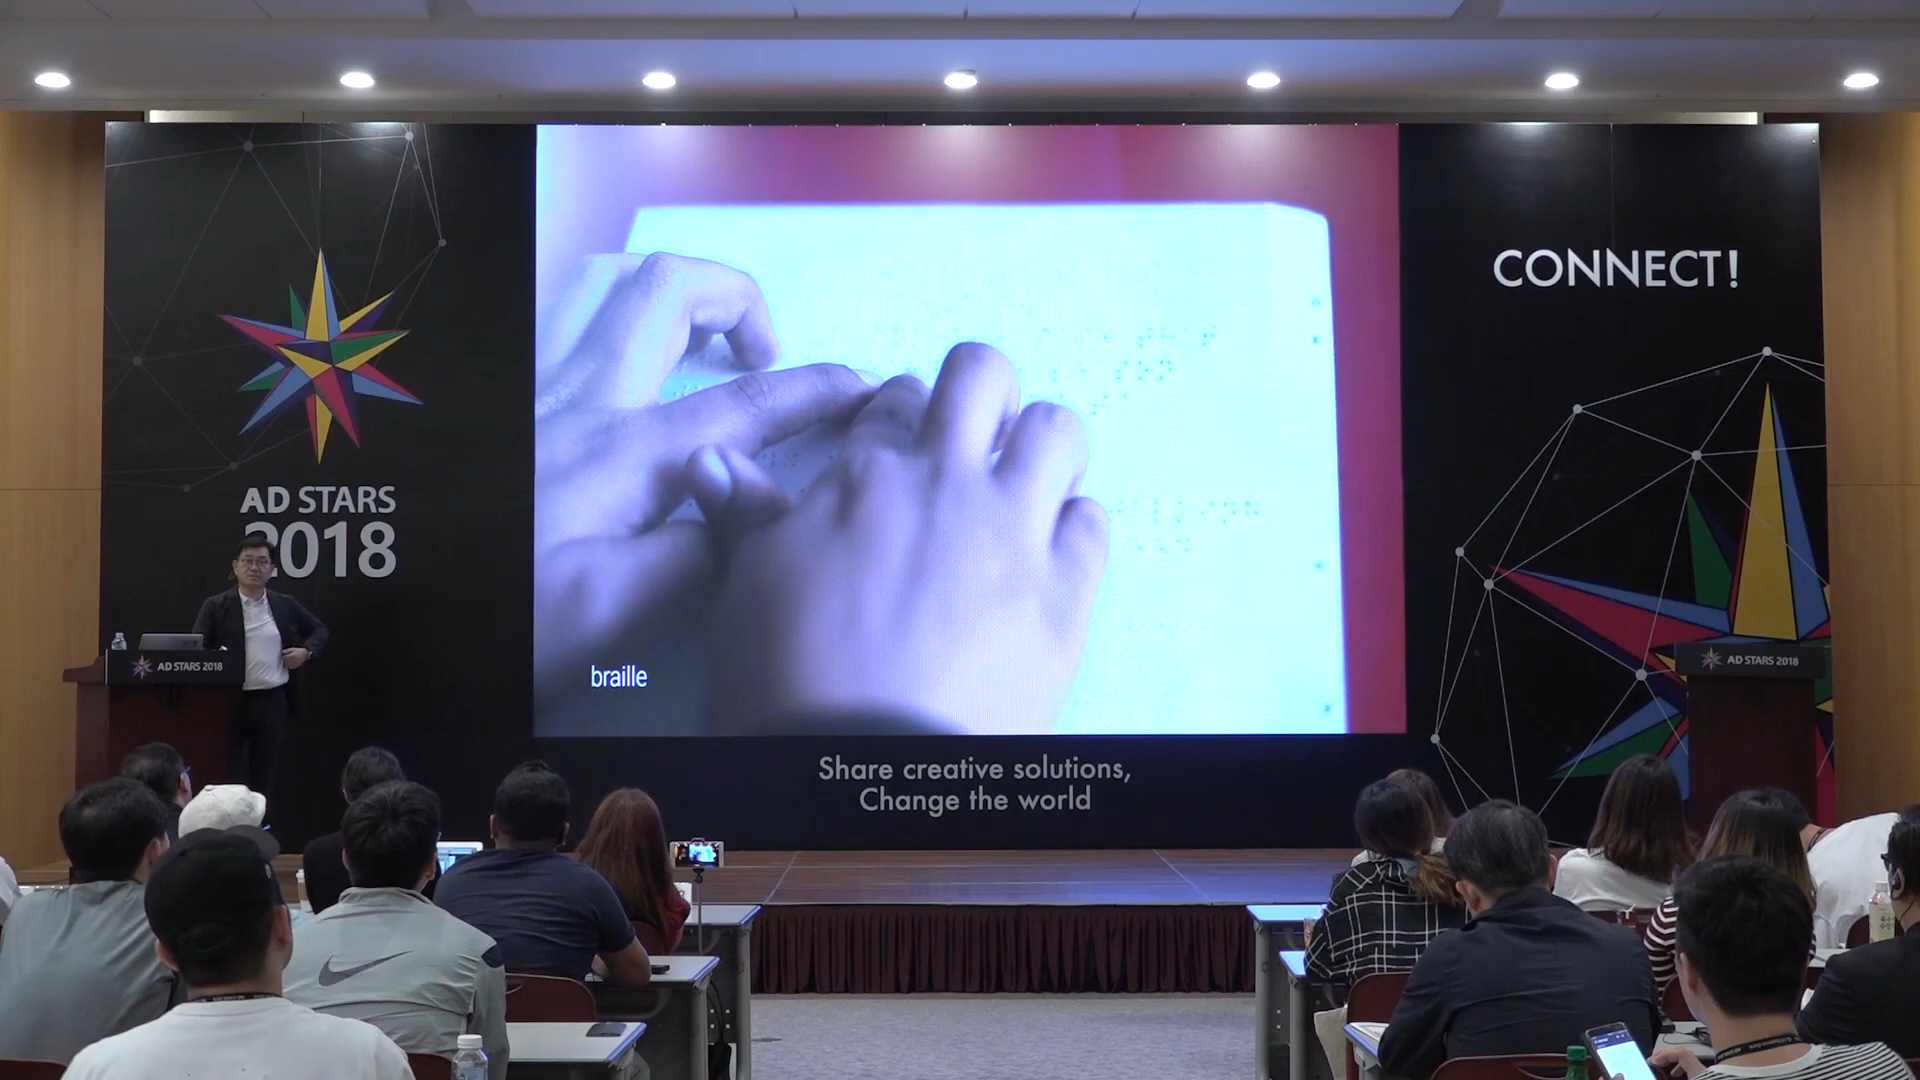 AD STARS
2018
CONNECT!
braille
Share creative solutions,
Change the world
AD STARS 2018
AD STARS 2018